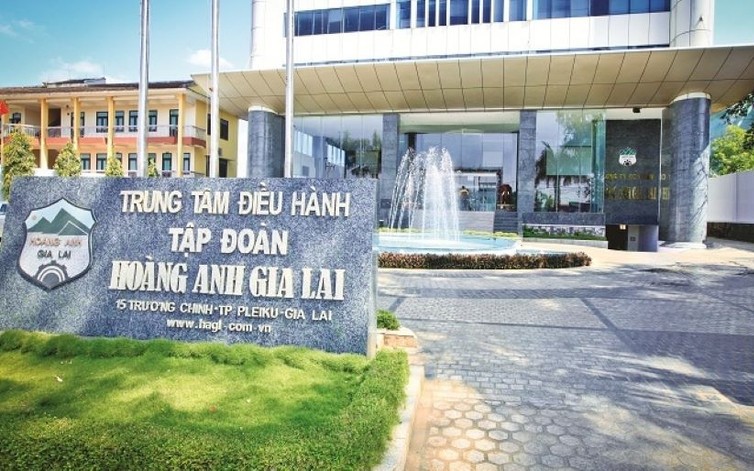 HOÀNG ANH
GIA LAI
TRUNG TÂM ĐIỀU HÀNH
TẬP ĐOÀN
HOÀNG ANH GIA LAI
15 TRƯỜNG CHINH-TP PLEIKU-GIA LAI
www.hagl.com.vn